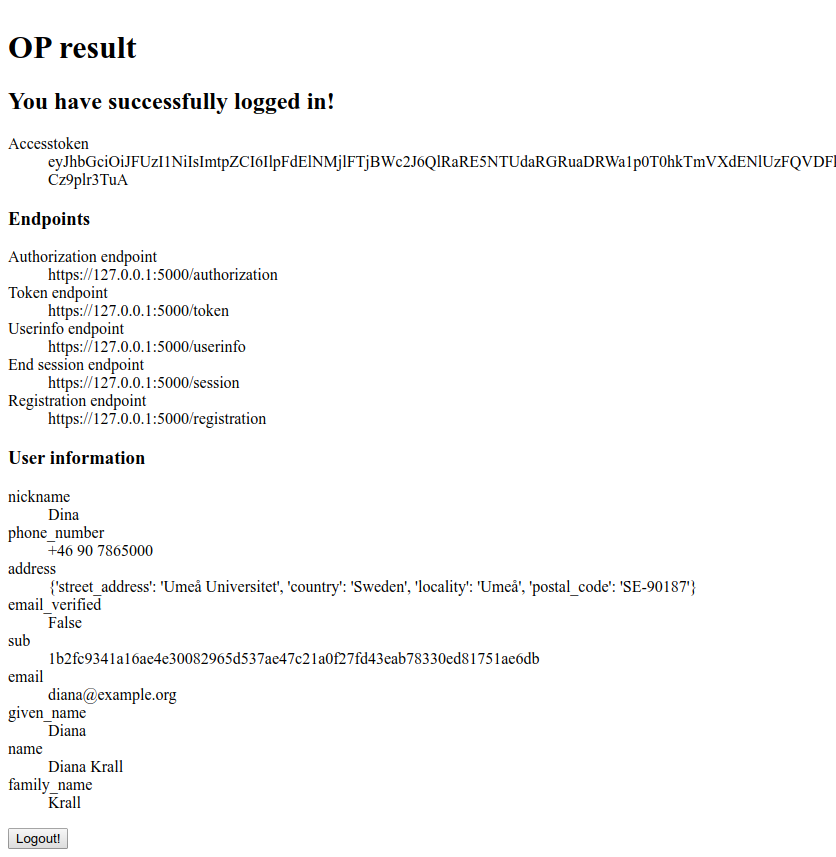 OP result
You have successfully logged in!
Accesstoken
eyJhbGciOiJFUzI1NiIsImtpZCI6IlpFdElNMjlFTjBWc2J6QlRaRE5NTUdaRGRuaDRWa1p0T0hkTmVXdENlUzFQVDFl
Cz9plr3TuA
Endpoints
Authorization endpoint
https://127.0.0.1:5000/authorization
Token endpoint
https://127.0.0.1:5000/token
Userinfo endpoint
https://127.0.0.1:5000/userinfo
End session endpoint
https://127.0.0.1:5000/session
Registration endpoint
https://127.0.0.1:5000/registration
User information
nickname
Dina
phone_number
+46 90 7865000
address
{'street_address': 'Umeå Universitet', 'country': 'Sweden', 'locality': 'Umeå', 'postal_code': 'SE-90187'}
email_verified
False
sub
1b2fc9341a16ae4e30082965d537ae47c21a0f27fd43eab78330ed81751ae6db
email
diana@example.org
given_name
Diana
name
Diana Krall
family_name
Krall
Logout!